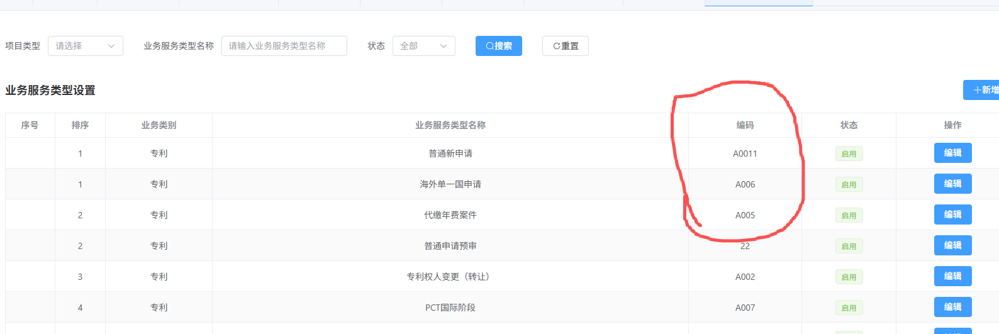 项目类型 请选择 业务服务类型名称 请输入业务服务类型名称 状态 全部 搜索 重置
业务服务类型设置 +新增
序号 排序 业务类别 业务服务类型名称 编码 状态 操作
1 专利 普通新申请 A0011 启用 编辑
1 专利 海外单一国申请 A006 启用 编辑
2 专利 代缴年费案件 A005 启用 编辑
2 专利 普通申请预审 22 启用 编辑
3 专利 专利权人变更（转让） A002 启用 编辑
4 专利 PCT国际阶段 A007 启用 编辑